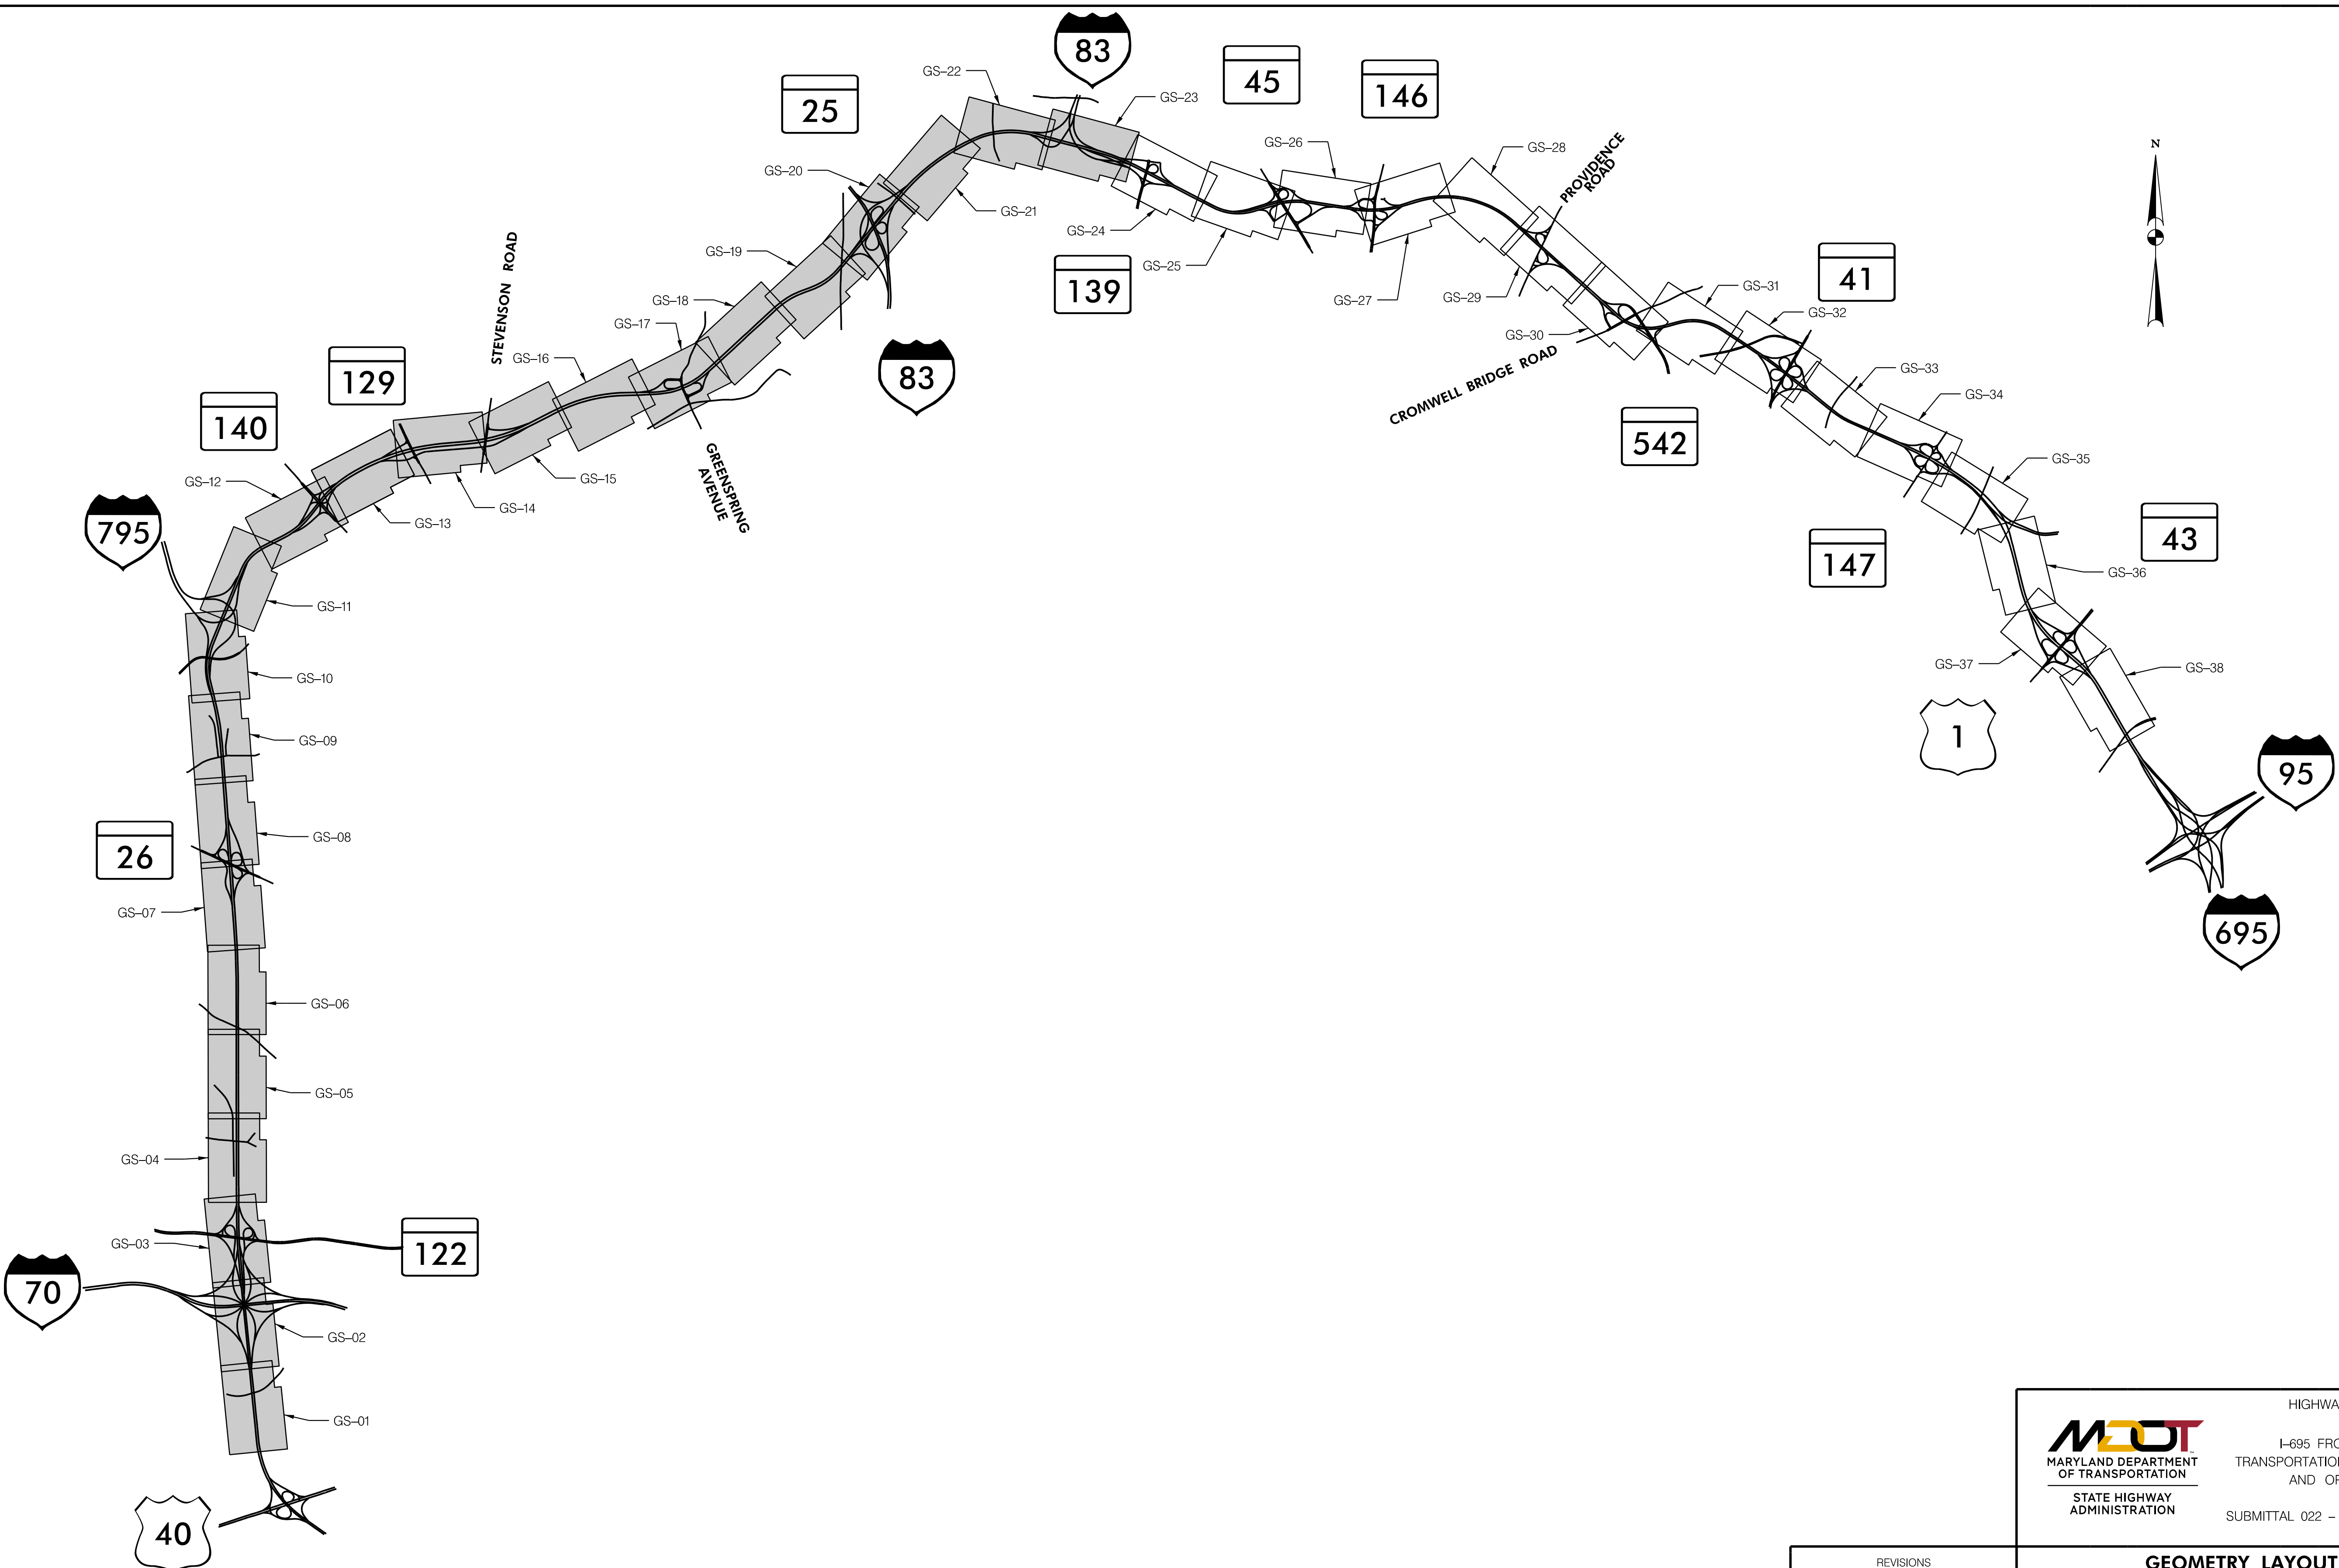 83
GS-22
25
GS-23
45
146
GS-26
GS-28
PROVIDENCE
ROAD
N
GS-20
GS-21
GS-24
GS-25
139
GS-27
GS-29
GS-30
CROMWELL BRIDGE ROAD
GS-31
41
GS-32
STEVENSON ROAD
GS-19
GS-18
GS-17
GS-16
83
129
140
GS-33
GS-34
542
GREENSPRING
AVENUE
GS-15
GS-14
GS-13
GS-12
795
GS-35
147
43
GS-36
GS-11
GS-10
GS-37
GS-38
GS-09
1
95
GS-08
26
GS-07
695
GS-06
GS-05
GS-04
GS-03
122
70
GS-02
GS-01
40
MDOT
MARYLAND DEPARTMENT
OF TRANSPORTATION
STATE HIGHWAY
ADMINISTRATION
I-695
TRANSPORTATION
AND
SUBMITTAL 022 -
REVISIONS
GEOMETRY LAYOUT